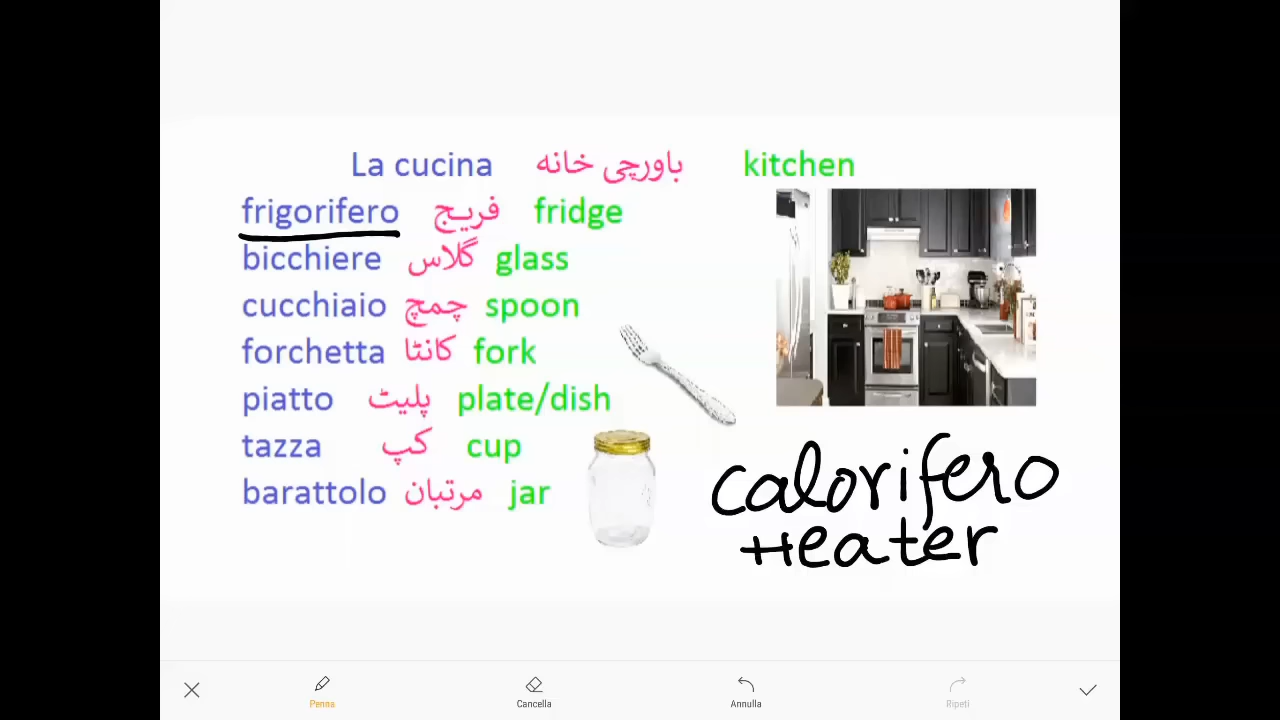 La cucina باورچی خانہ kitchen
frigorifero فریج fridge
bicchiere گلاس glass
cucchiaio چمچ spoon
forchetta کانٹا fork
piatto پلیٹ plate/dish
tazza کپ cup
barattolo مرتبان jar
calorifero
Heater
Penna Cancella Annulla Ripeti